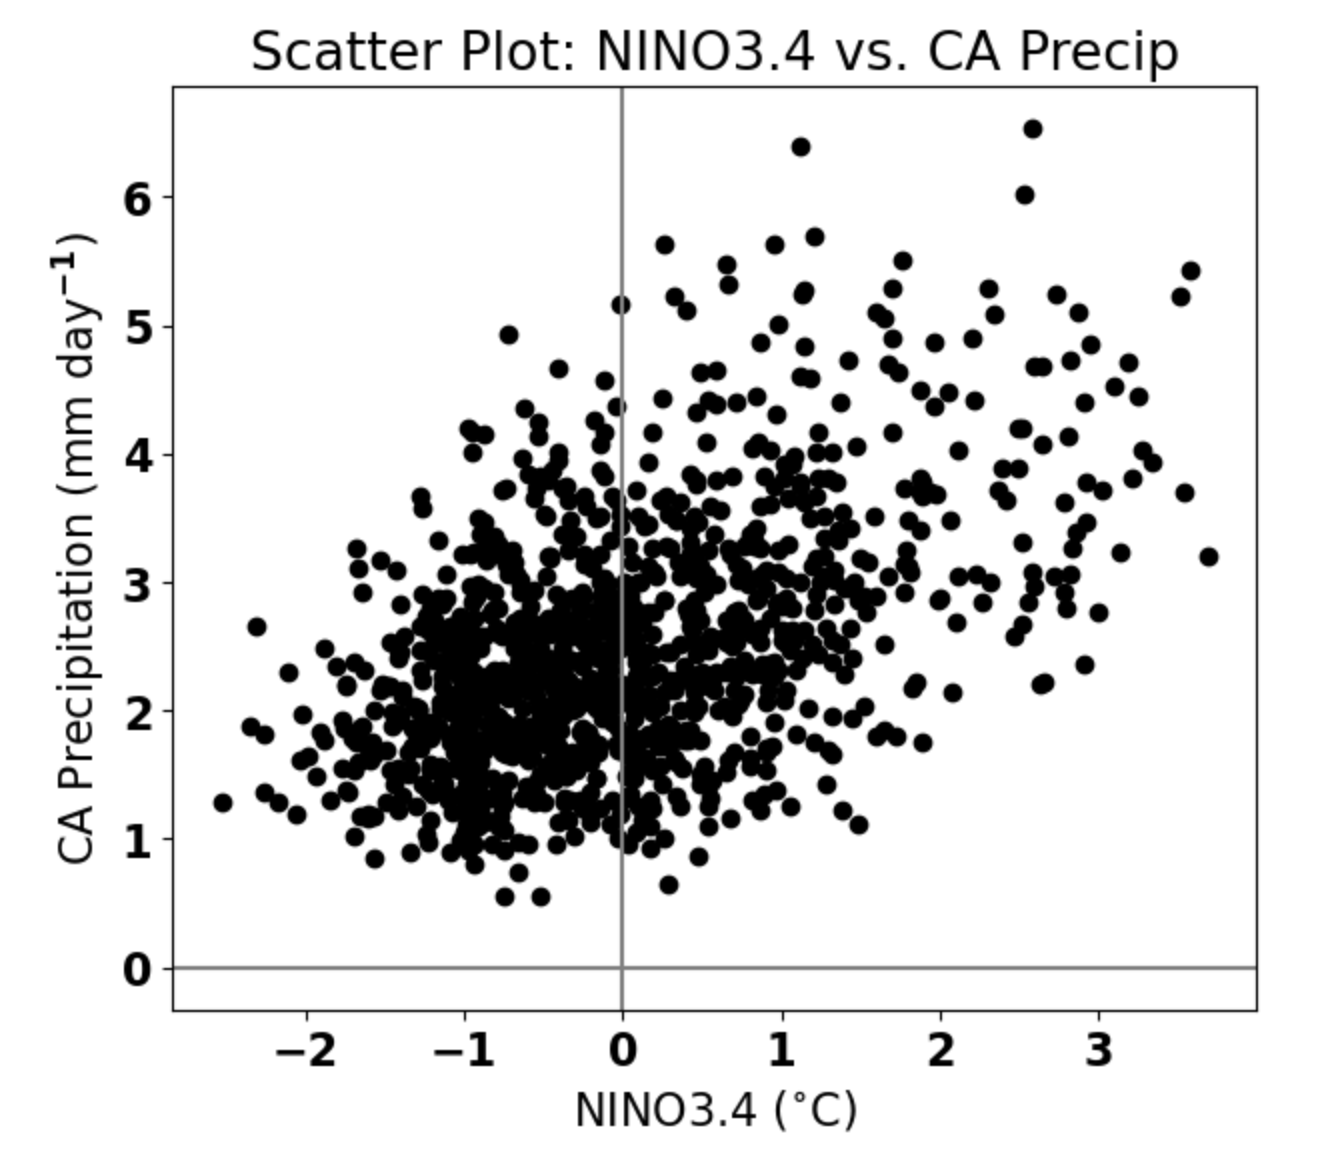 Scatter Plot: NINO3.4 vs. CA Precip
CA Precipitation (mm day⁻¹)
6
5
4
3
2
1
0
−2 −1 0 1 2 3
NINO3.4 (°C)